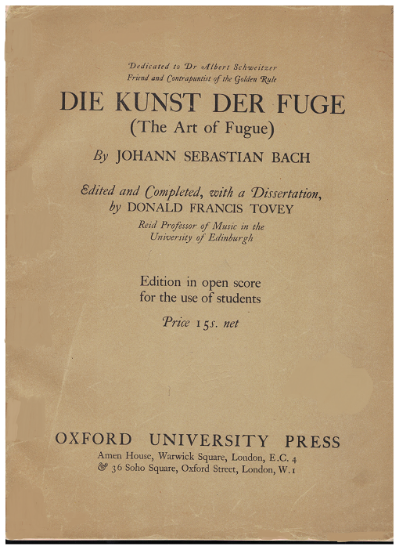 Dedicated to Dr Albert Schweitzer
Friend and Contrapuntist of the Golden Rule
DIE KUNST DER FUGE
(The Art of Fugue)
By JOHANN SEBASTIAN BACH
Edited and Completed, with a Dissertation,
by DONALD FRANCIS TOVEY
Reid Professor of Music in the
University of Edinburgh
Edition in open score
for the use of students
Price 15s. net
OXFORD UNIVERSITY PRESS
Amen House, Warwick Square, London, E.C. 4
& 36 Soho Square, Oxford Street, London, W.1